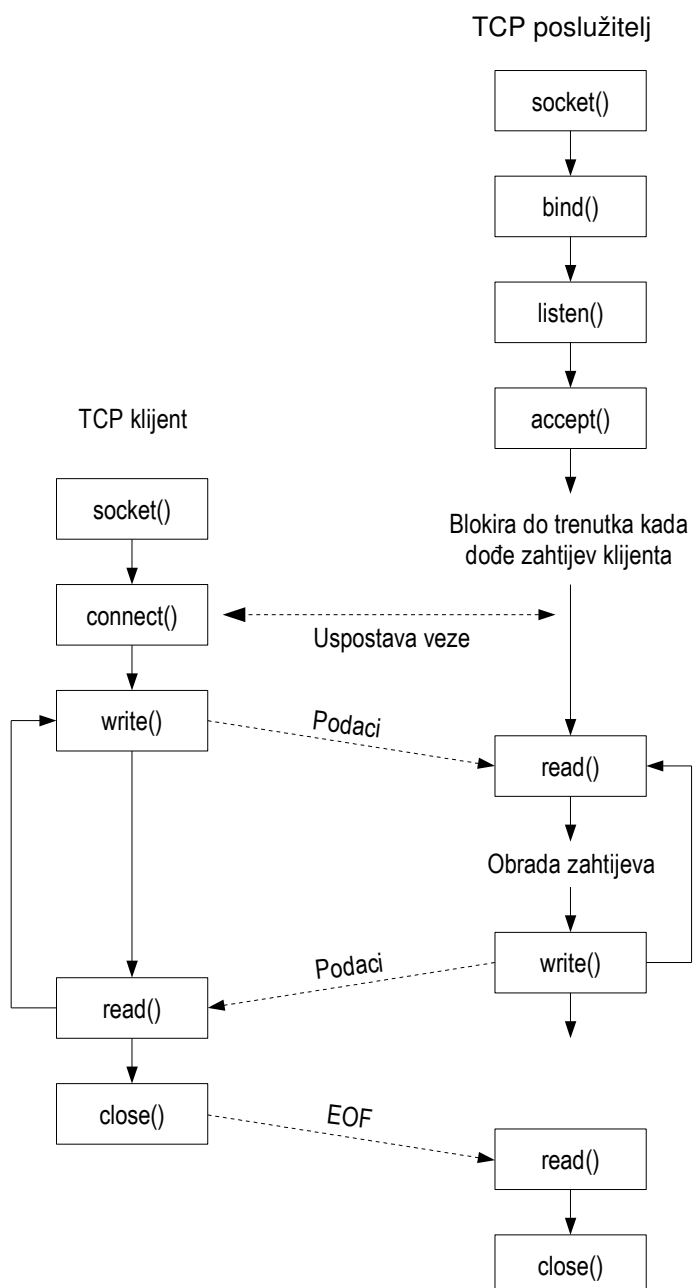 TCP poslužitelj
socket()
bind()
listen()
accept()
Blokira do trenutka kada
dođe zahtijev klijenta
TCP klijent
socket()
connect()
Uspostava veze
write()
Podaci
read()
Obrada zahtijeva
write()
Podaci
read()
close()
EOF
read()
close()